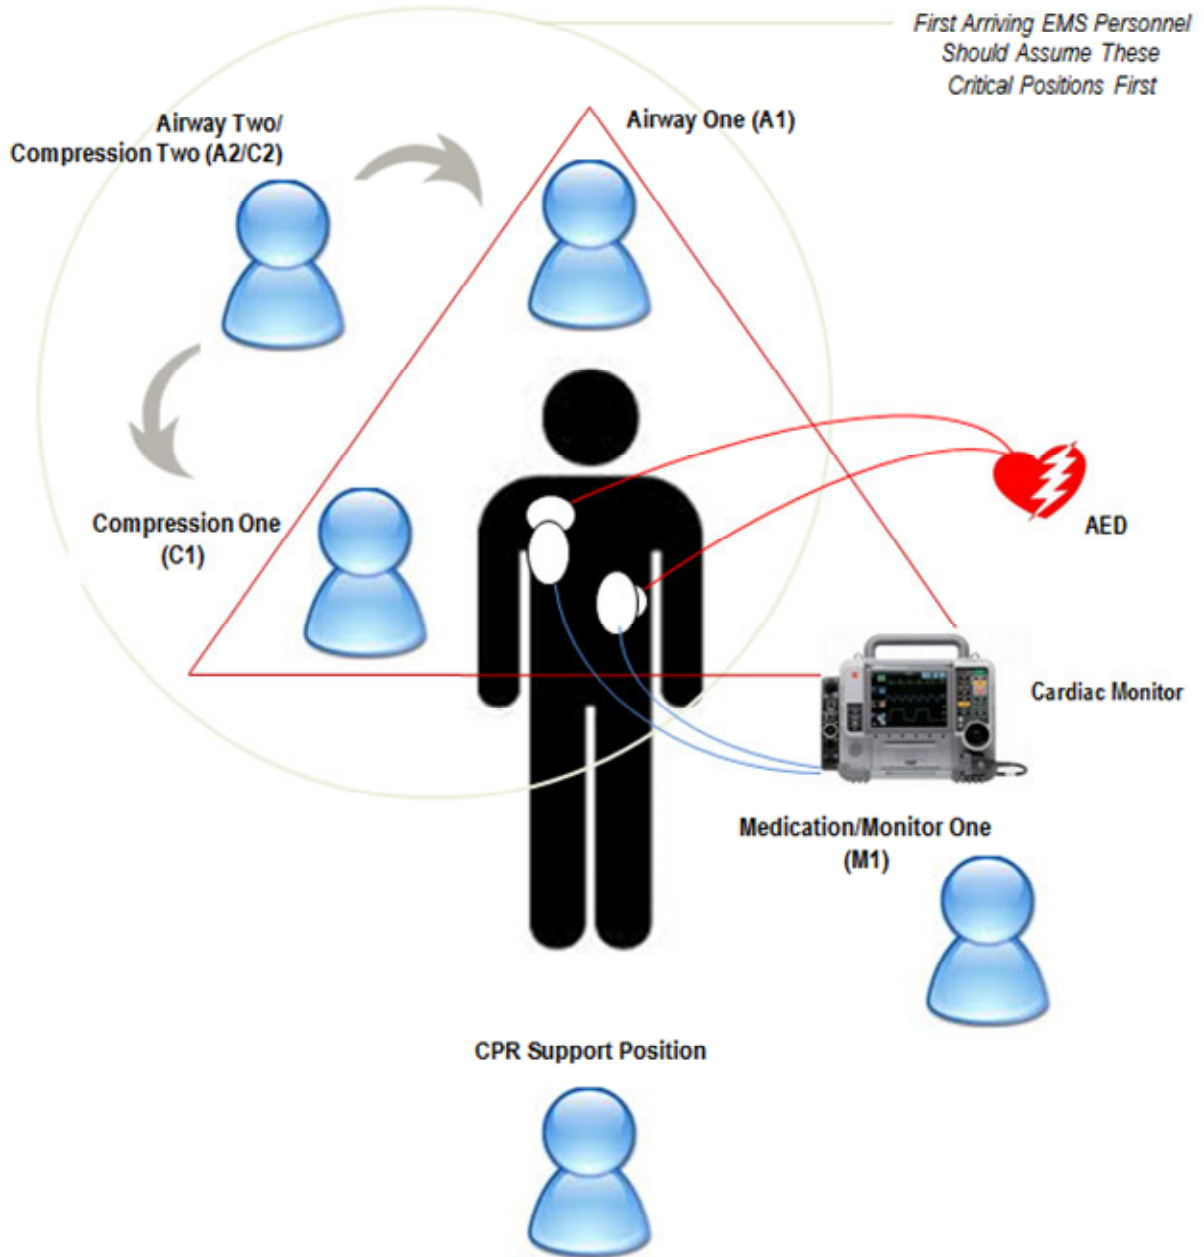 First Arriving EMS Personnel
Should Assume These
Critical Positions First
Airway Two/
Compression Two (A2/C2)
Airway One (A1)
Compression One
(C1)
AED
Cardiac Monitor
Medication/Monitor One
(M1)
CPR Support Position